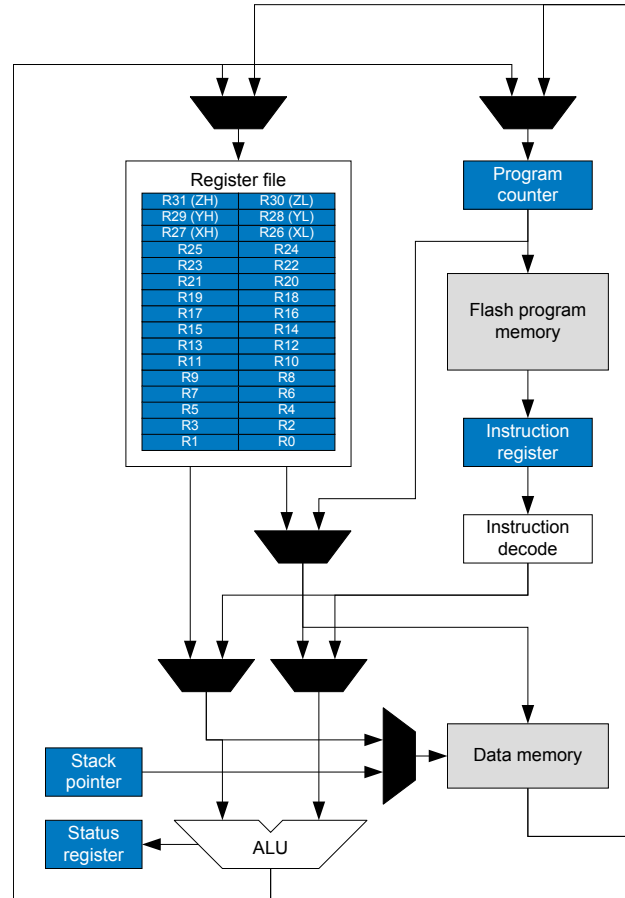 Register file
R31 (ZH) R30 (ZL)
R29 (YH) R28 (YL)
R27 (XH) R26 (XL)
R25 R24
R23 R22
R21 R20
R19 R18
R17 R16
R15 R14
R13 R12
R11 R10
R9 R8
R7 R6
R5 R4
R3 R2
R1 R0
Program
counter
Flash program
memory
Instruction
register
Instruction
decode
Stack
pointer
Data memory
Status
register
ALU